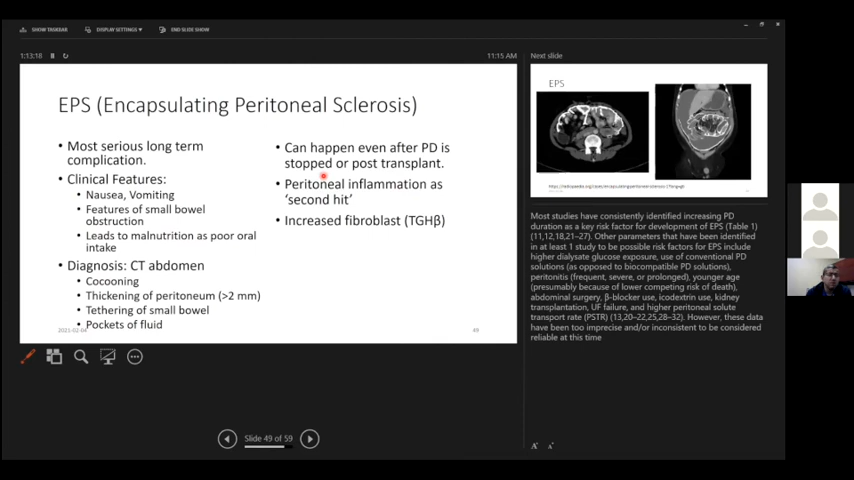 SHOW TASKBAR
DISPLAY SETTINGS ▾
END SLIDE SHOW
1:13:18
11:15 AM
EPS (Encapsulating Peritoneal Sclerosis)
• Most serious long term
complication.
• Clinical Features:
• Nausea, Vomiting
• Features of small bowel
obstruction
• Leads to malnutrition as poor oral
intake
• Diagnosis: CT abdomen
• Cocooning
• Thickening of peritoneum (>2 mm)
• Tethering of small bowel
• Pockets of fluid
• Can happen even after PD is
stopped or post transplant.
• Peritoneal inflammation as
‘second hit’
• Increased fibroblast (TGHβ)
49
Slide 49 of 59
Next slide
EPS
Most studies have consistently identified increasing PD
duration as a key risk factor for development of EPS (Table 1)
(11,12,18,21–27). Other parameters that have been identified
in at least 1 study to be possible risk factors for EPS include
higher dialysate glucose exposure, use of conventional PD
solutions (as opposed to biocompatible PD solutions),
peritonitis (frequent, severe, or prolonged), younger age
(presumably because of lower competing risk of death),
abdominal surgery, β-blocker use, icodextrin use, kidney
transplantation, UF failure, and higher peritoneal solute
transport rate (PSTR) (13,20–22,25,28–32). However, these data
have been too imprecise and/or inconsistent to be considered
reliable at this time
A A